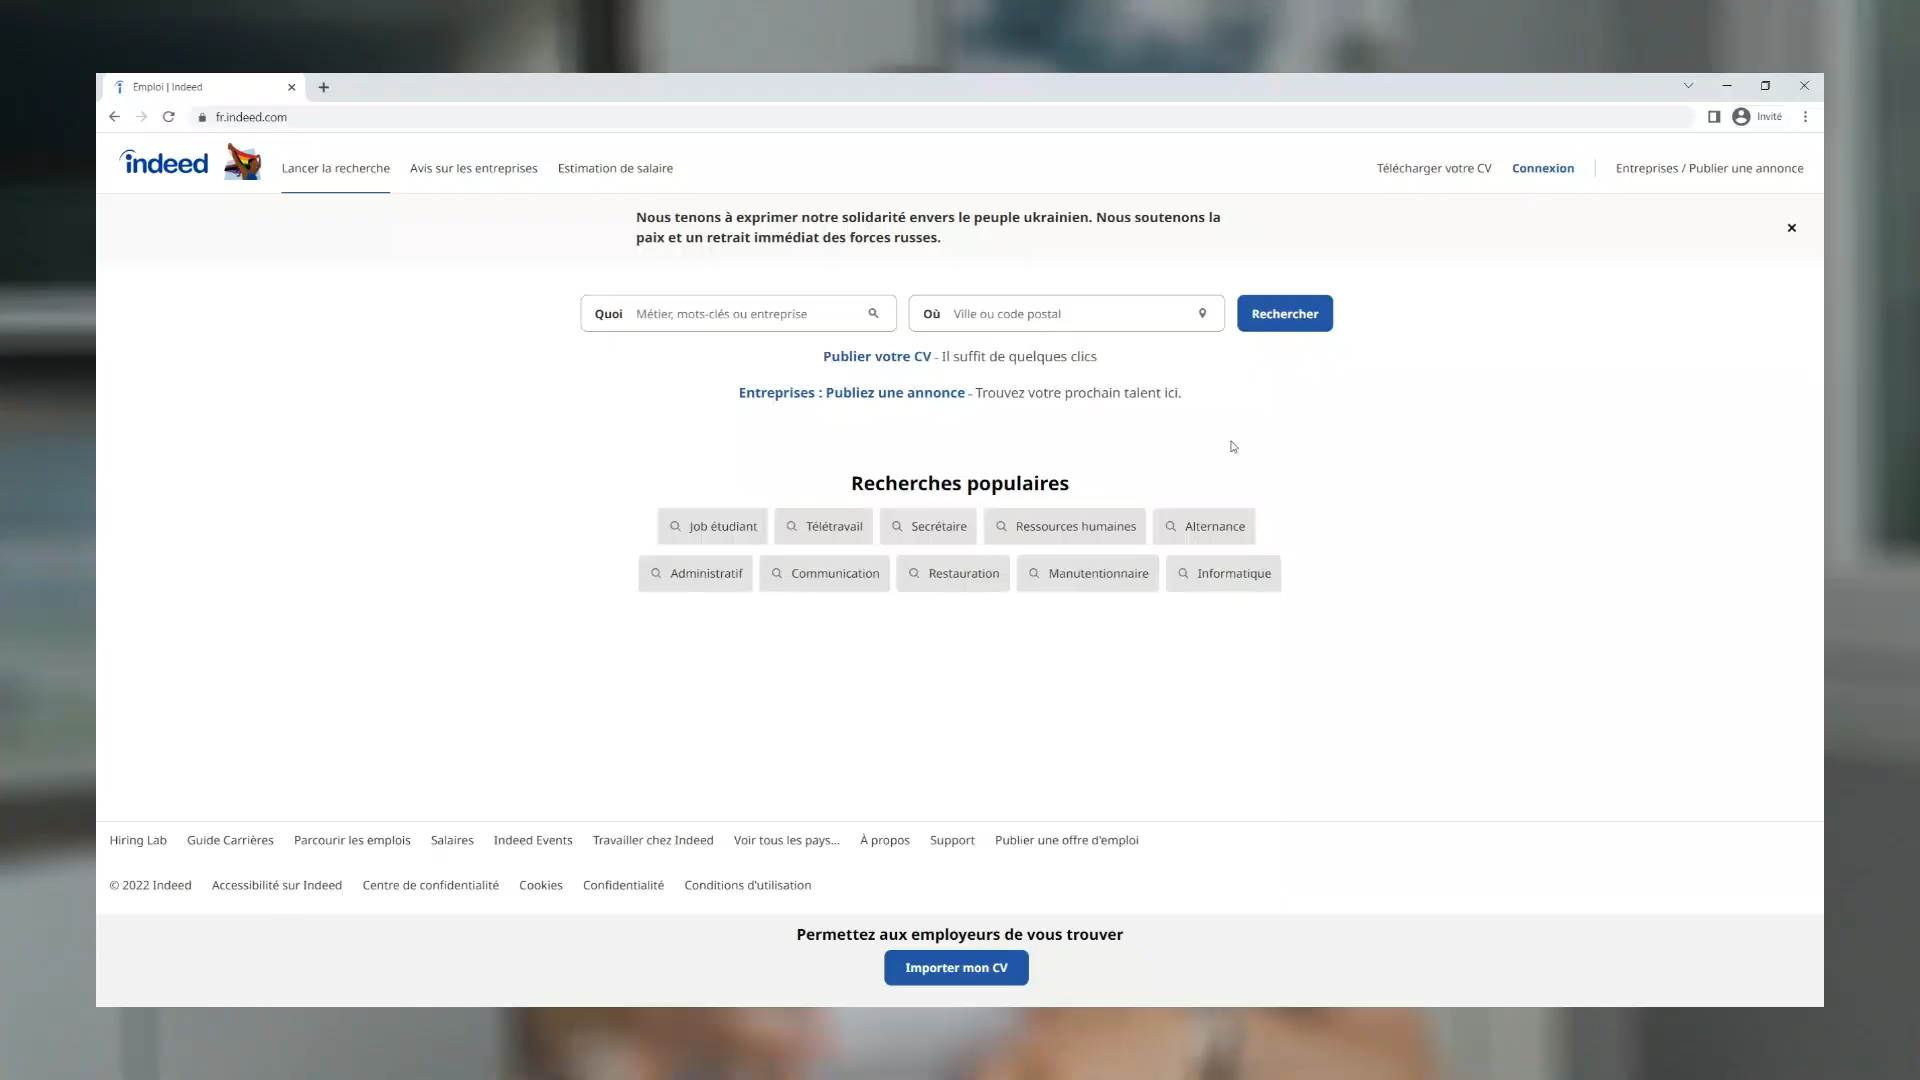 Emploi | Indeed
fr.indeed.com
Invité
indeed
Lancer la recherche
Avis sur les entreprises
Estimation de salaire
Télécharger votre CV
Connexion
Entreprises / Publier une annonce
Nous tenons à exprimer notre solidarité envers le peuple ukrainien. Nous soutenons la
paix et un retrait immédiat des forces russes.
Quoi Métier, mots-clés ou entreprise
Où Ville ou code postal
Rechercher
Publier votre CV - Il suffit de quelques clics
Entreprises : Publiez une annonce - Trouvez votre prochain talent ici.
Recherches populaires
Job étudiant
Télétravail
Secrétaire
Ressources humaines
Alternance
Administratif
Communication
Restauration
Manutentionnaire
Informatique
Hiring Lab
Guide Carrières
Parcourir les emplois
Salaires
Indeed Events
Travailler chez Indeed
Voir tous les pays...
À propos
Support
Publier une offre d'emploi
© 2022 Indeed
Accessibilité sur Indeed
Centre de confidentialité
Cookies
Confidentialité
Conditions d'utilisation
Permettez aux employeurs de vous trouver
Importer mon CV